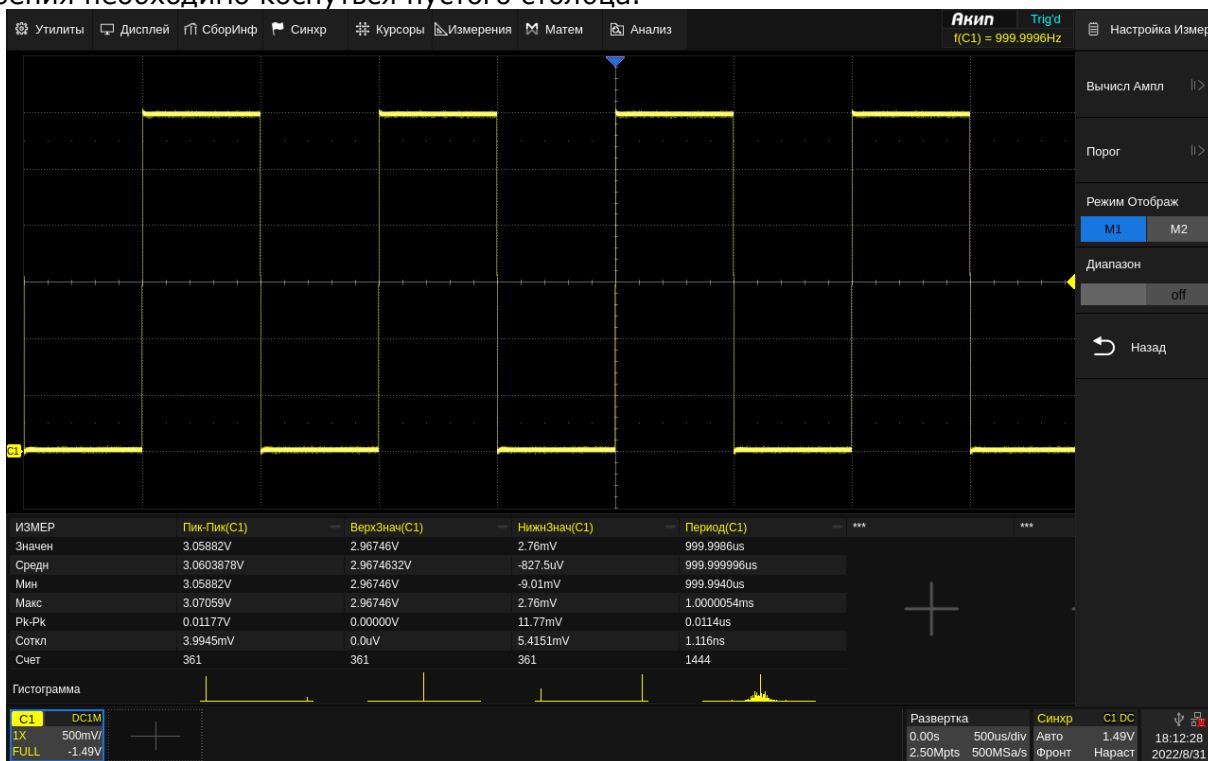 зения необходимо коснуться пустого столбца.
Утилиты Дисплей СборИнф Синхр Курсоры Измерения Матем Анализ
Акип Trig'd
f(C1) = 999.9996Hz
Настройка Измер
Вычисл Ампл
Порог
Режим Отображ
M1 M2
Диапазон
off
Назад
C1
ИЗМЕР Пик-Пик(C1) ВерхЗнач(C1) НижнЗнач(C1) Период(C1) *** ***
Значен 3.05882V 2.96746V 2.76mV 999.9986us
Средн 3.0603878V 2.9674632V -827.5uV 999.999996us
Мин 3.05882V 2.96746V -9.01mV 999.9940us
Макс 3.07059V 2.96746V 2.76mV 1.0000054ms
Pk-Pk 0.01177V 0.00000V 11.77mV 0.0114us
Соткл 3.9945mV 0.0uV 5.4151mV 1.116ns
Счет 361 361 361 1444
Гистограмма
C1 DC1M
1X 500mV/
FULL -1.49V
Развертка
0.00s 500us/div
2.50Mpts 500MSa/s
Синхр C1 DC
Авто 1.49V
Фронт Нараст
18:12:28
2022/8/31